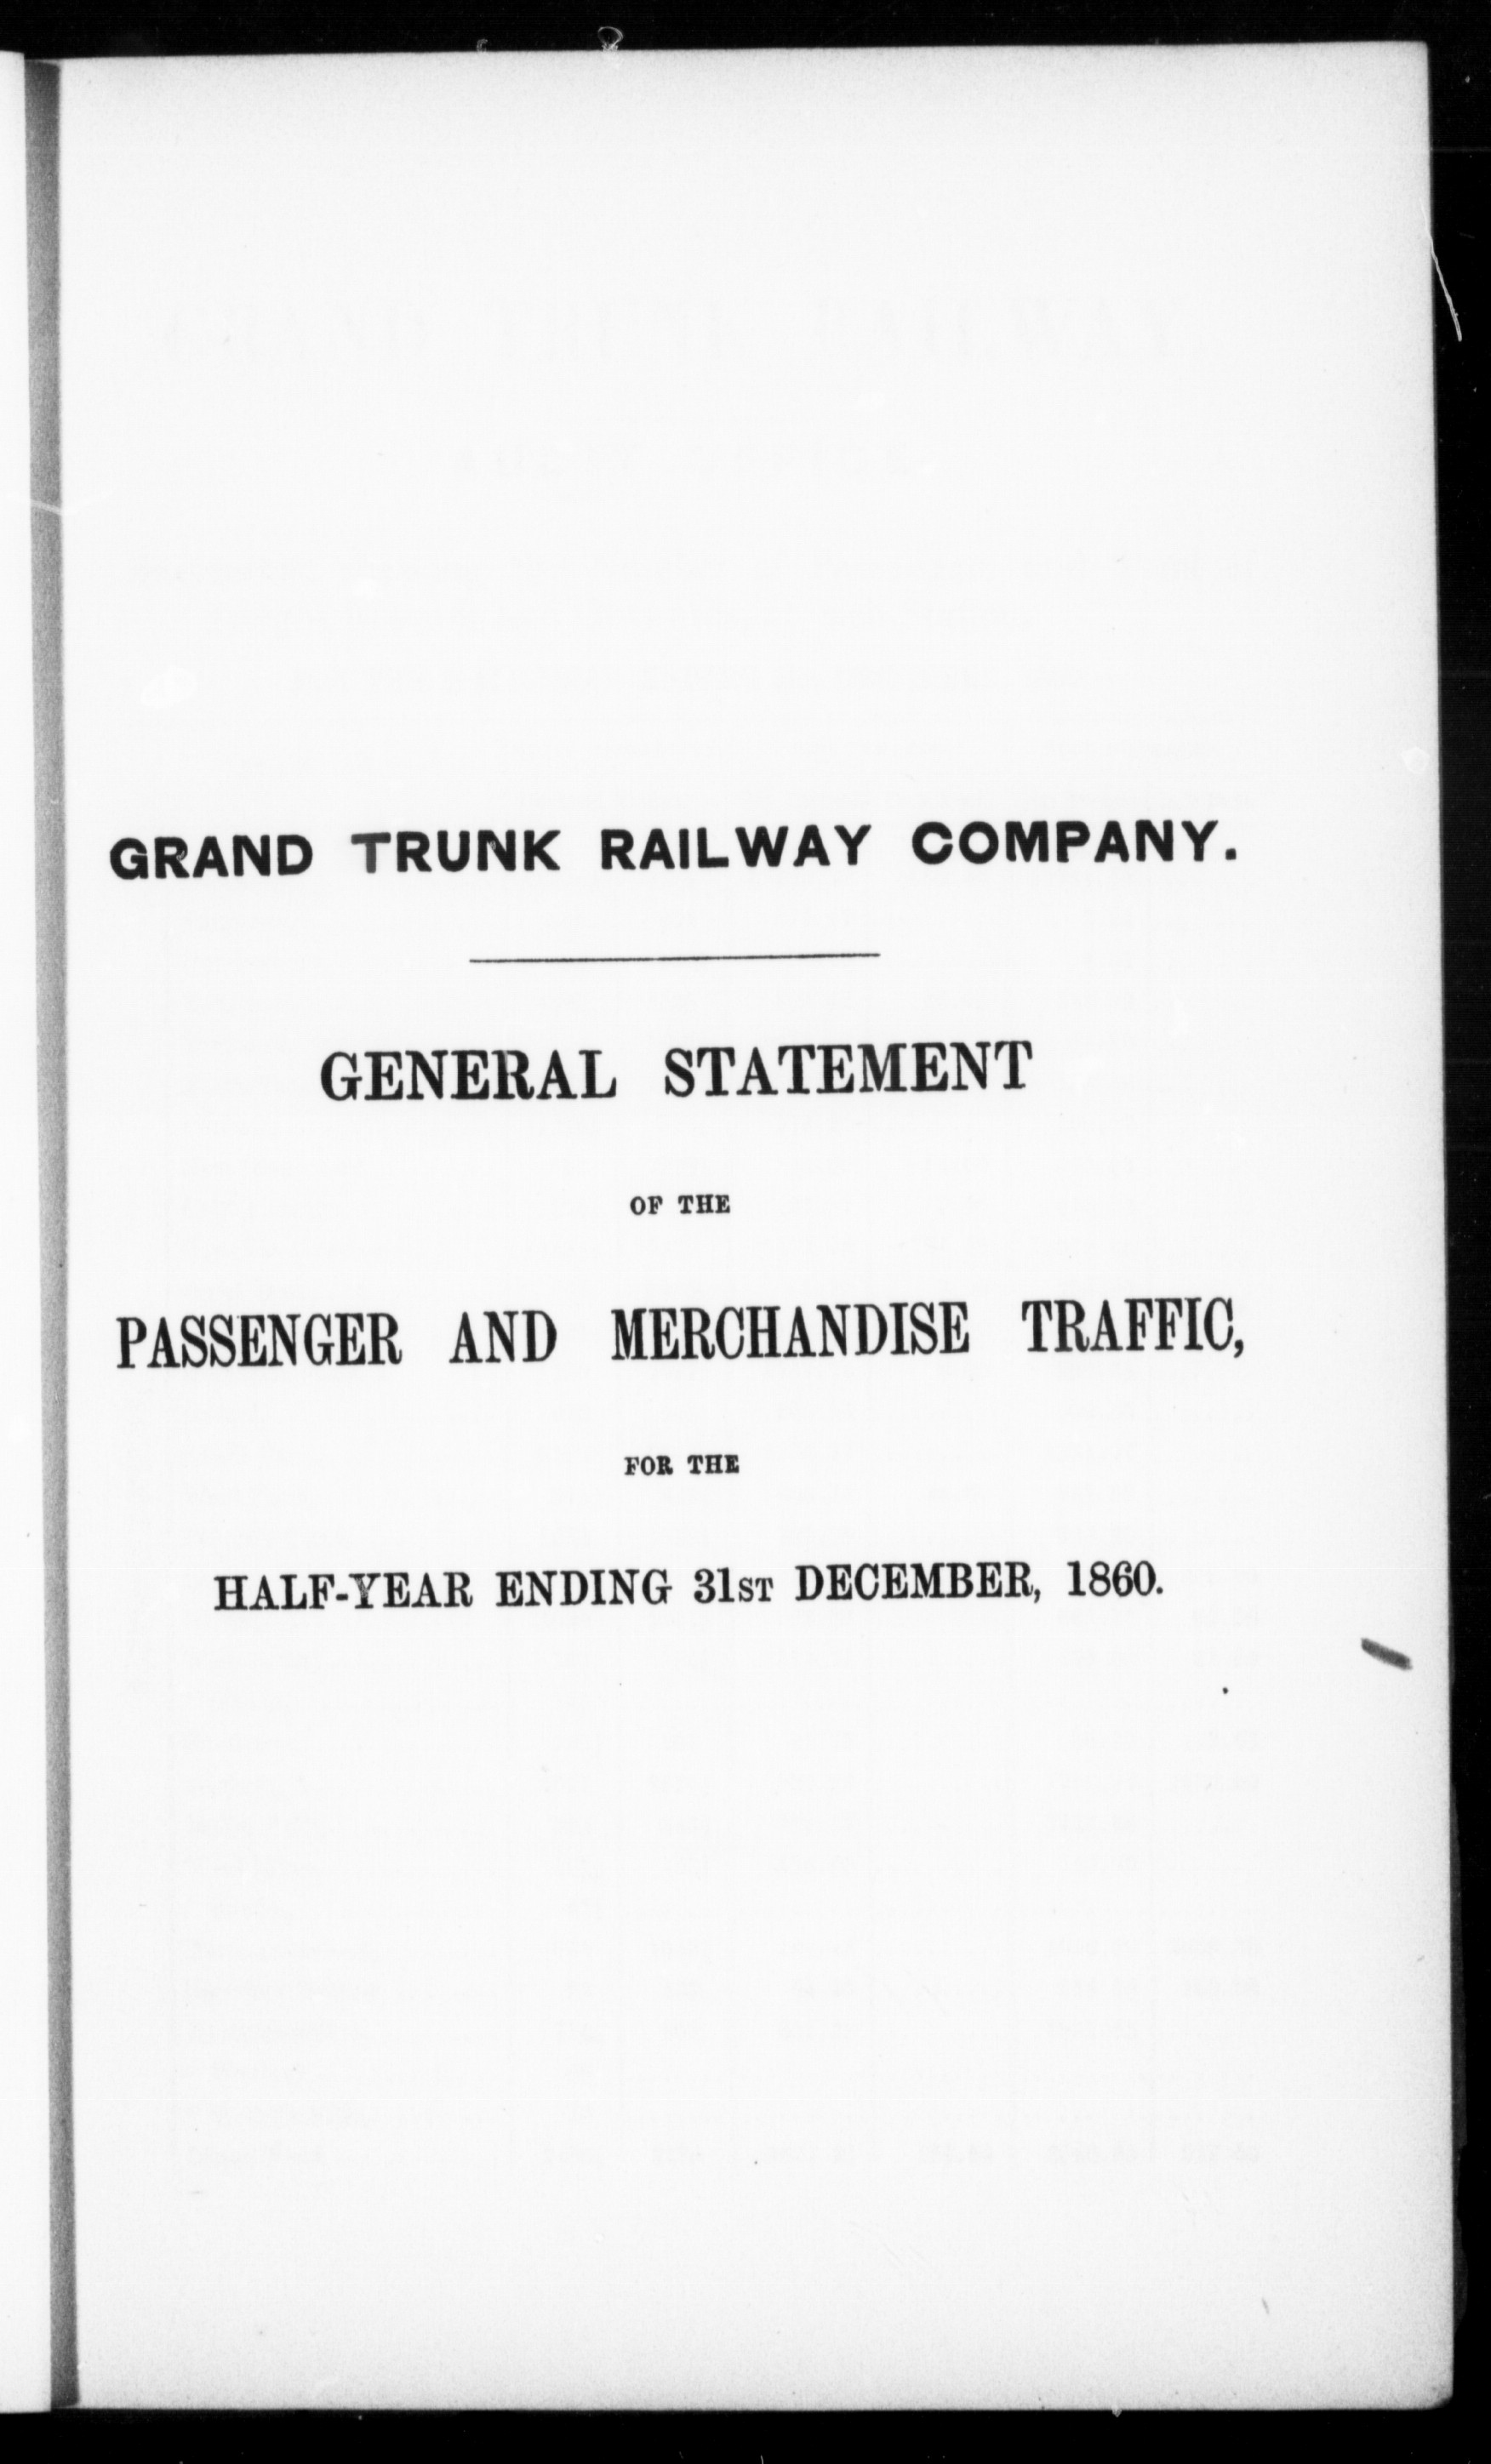 GRAND TRUNK RAILWAY COMPANY.
GENERAL STATEMENT
OF THE
PASSENGER AND MERCHANDISE TRAFFIC,
FOR THE
HALF-YEAR ENDING 31ST DECEMBER, 1860.